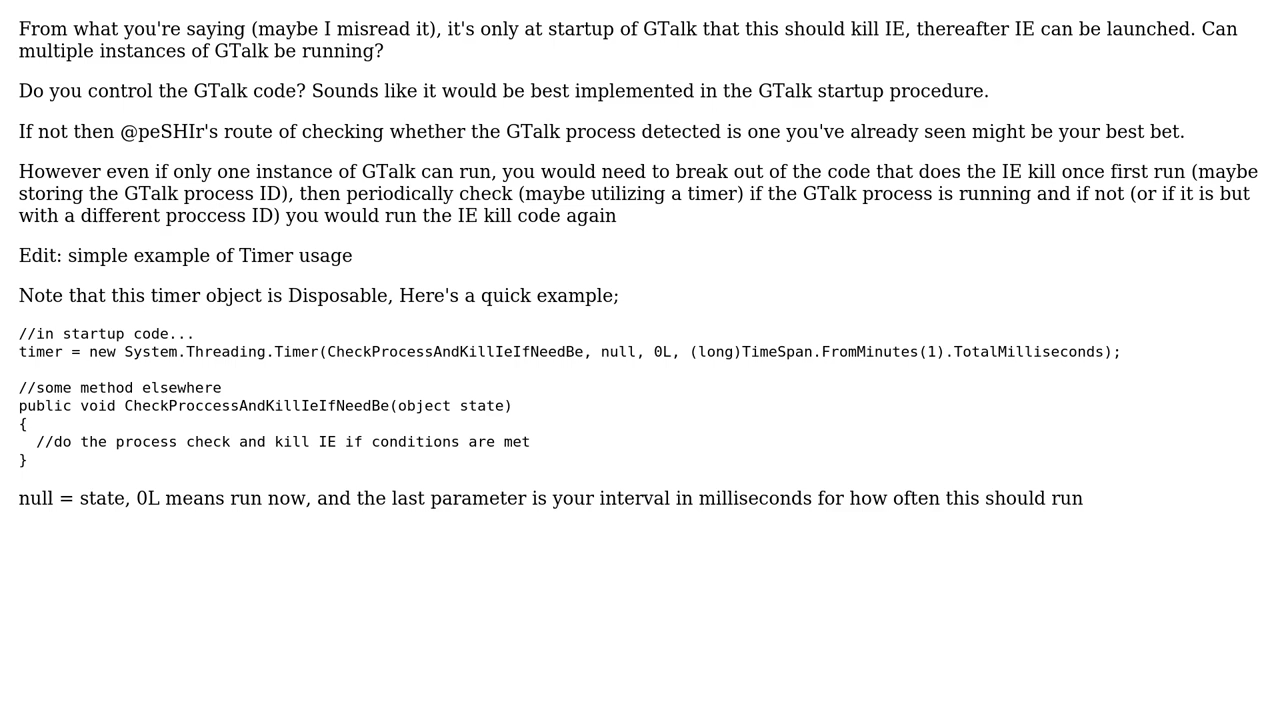 From what you're saying (maybe I misread it), it's only at startup of GTalk that this should kill IE, thereafter IE can be launched. Can
multiple instances of GTalk be running?
Do you control the GTalk code? Sounds like it would be best implemented in the GTalk startup procedure.
If not then @peSHIr's route of checking whether the GTalk process detected is one you've already seen might be your best bet.
However even if only one instance of GTalk can run, you would need to break out of the code that does the IE kill once first run (maybe
storing the GTalk process ID), then periodically check (maybe utilizing a timer) if the GTalk process is running and if not (or if it is but
with a different proccess ID) you would run the IE kill code again
Edit: simple example of Timer usage
Note that this timer object is Disposable, Here's a quick example;
//in startup code...
timer = new System.Threading.Timer(CheckProcessAndKillIeIfNeedBe, null, 0L, (long)TimeSpan.FromMinutes(1).TotalMilliseconds);
//some method elsewhere
public void CheckProccessAndKillIeIfNeedBe(object state)
{
  //do the process check and kill IE if conditions are met
}
null = state, 0L means run now, and the last parameter is your interval in milliseconds for how often this should run